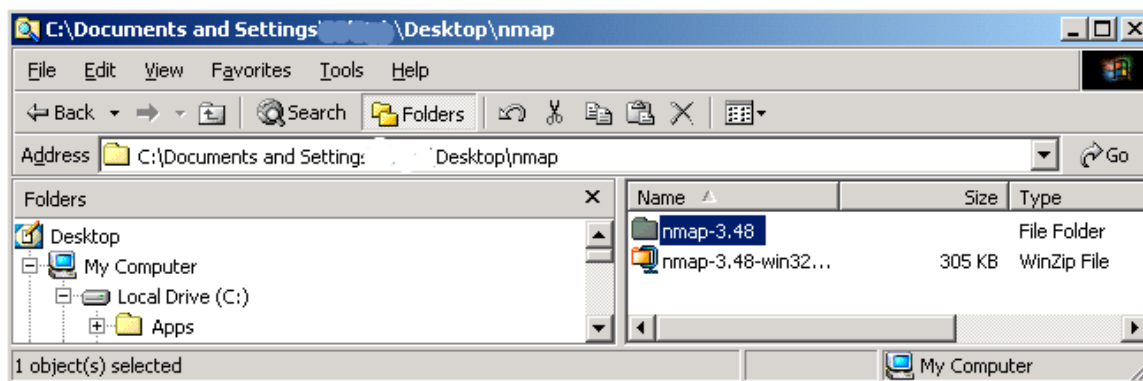 C:\Documents and Settings\ \Desktop\nmap
File Edit View Favorites Tools Help
Back Search Folders
Address C:\Documents and Setting Desktop\nmap Go
Folders
Name Size Type
Desktop
nmap-3.48 File Folder
My Computer
nmap-3.48-win32... 305 KB WinZip File
Local Drive (C:)
Apps
1 object(s) selected My Computer